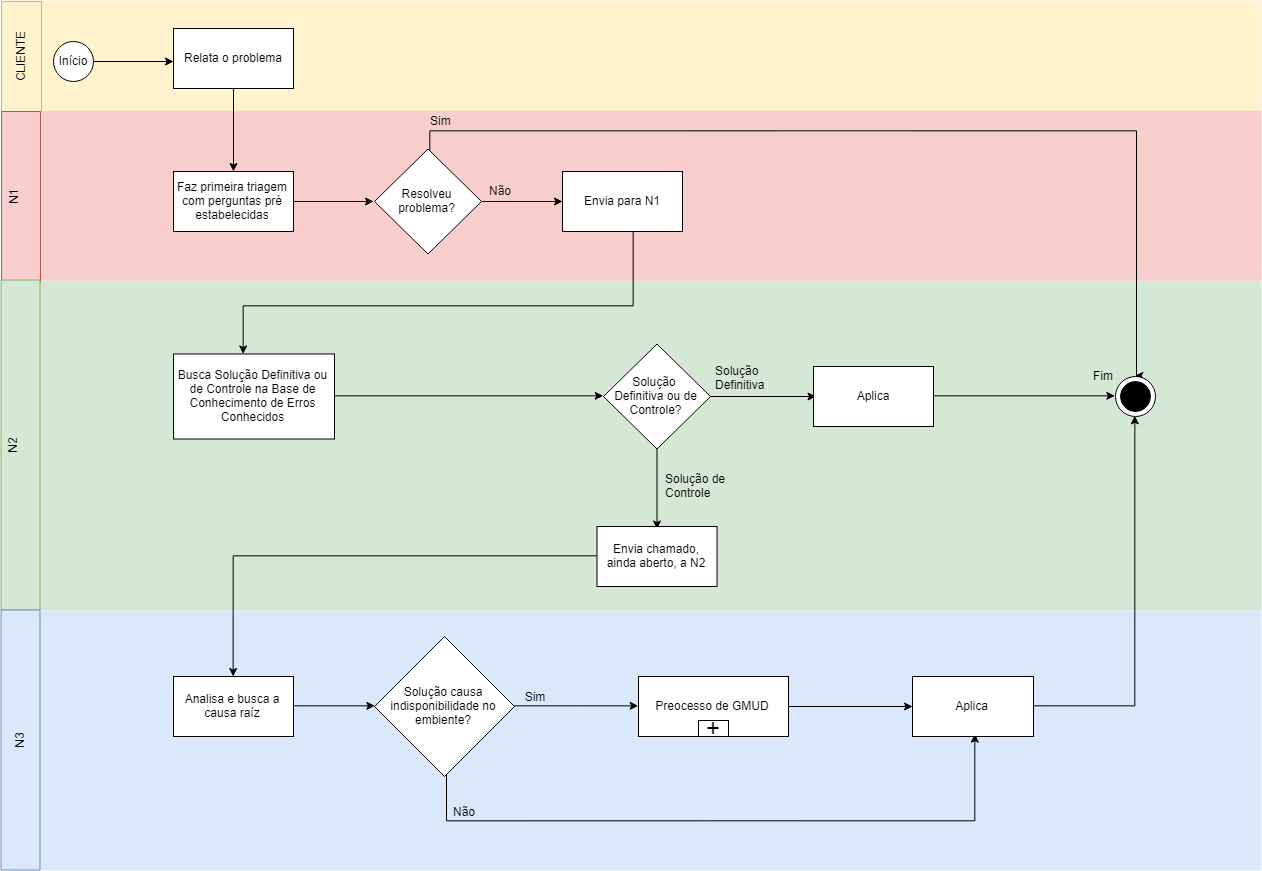 CLIENTE
Início
Relata o problema
N1
Faz primeira triagem
com perguntas pré
estabelecidas
Resolveu
problema?
Sim
Não
Envia para N1
N2
Busca Solução Definitiva ou
de Controle na Base de
Conhecimento de Erros
Conhecidos
Solução
Definitiva ou de
Controle?
Solução
Definitiva
Aplica
Fim
Solução de
Controle
Envia chamado,
ainda aberto, a N2
N3
Analisa e busca a
causa raíz
Solução causa
indisponibilidade no
embiente?
Sim
Preocesso de GMUD
Aplica
Não